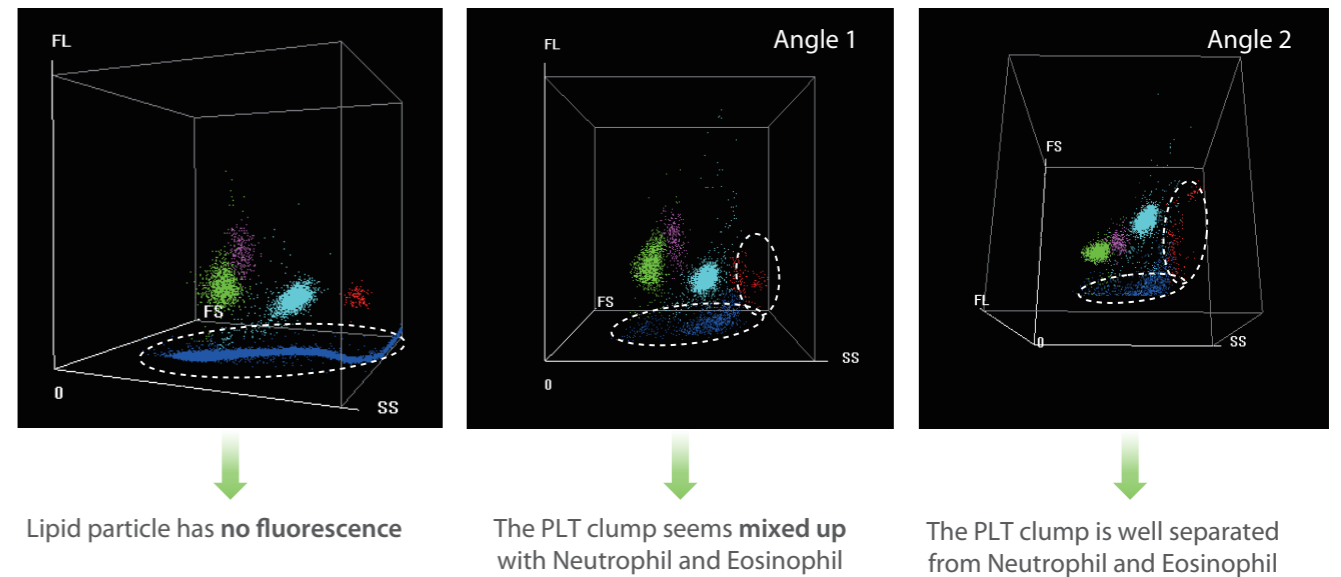 FL
FS
0
SS
Lipid particle has no fluorescence
Angle 1
FL
FS
0
SS
The PLT clump seems mixed up
with Neutrophil and Eosinophil
Angle 2
FS
FL
0
SS
The PLT clump is well separated
from Neutrophil and Eosinophil